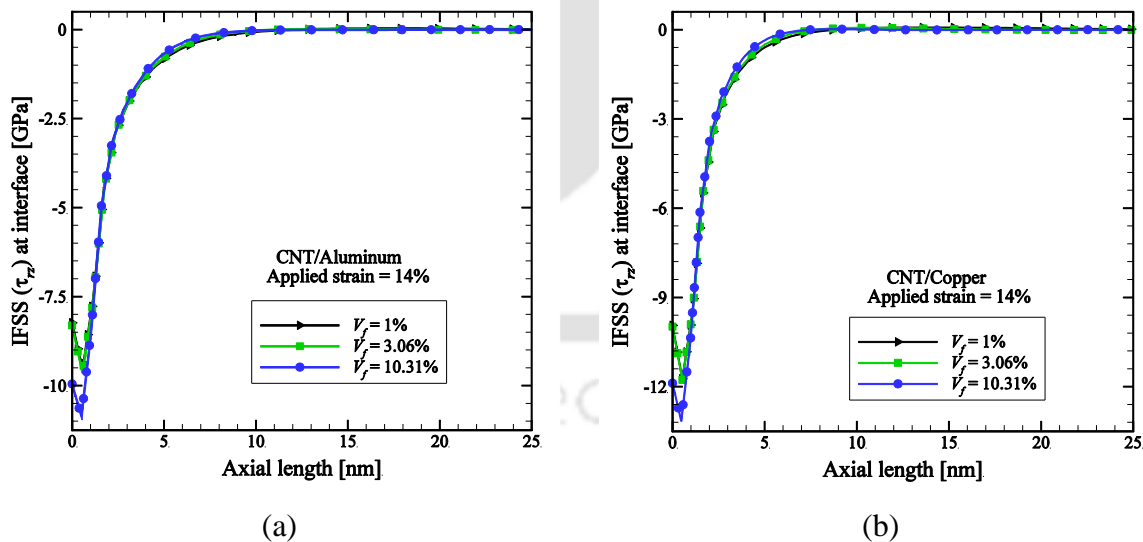 IFSS (τrz) at interface [GPa]
0
-2.5
-5
-7.5
-10
CNT/Aluminum
Applied strain = 14%
Vf = 1%
Vf = 3.06%
Vf = 10.31%
0 5 10 15 20 25
Axial length [nm]
(a)
IFSS (τrz) at interface [GPa]
0
-3
-6
-9
-12
CNT/Copper
Applied strain = 14%
Vf = 1%
Vf = 3.06%
Vf = 10.31%
0 5 10 15 20 25
Axial length [nm]
(b)